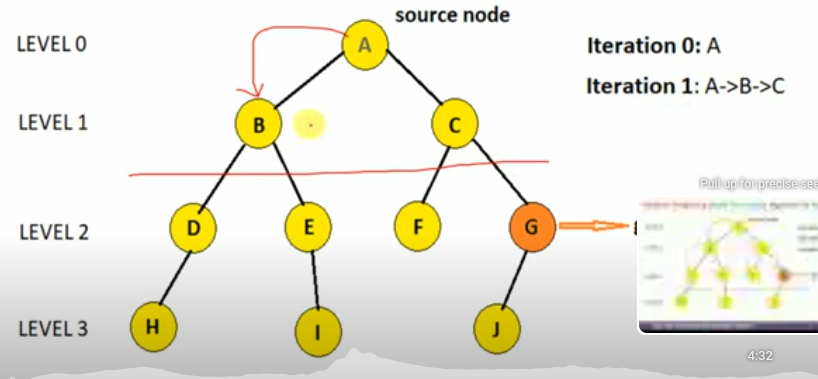 source node
LEVEL 0
A
Iteration 0: A
Iteration 1: A->B->C
LEVEL 1
B
C
Pull up for precise see
LEVEL 2
D
E
F
G
LEVEL 3
H
I
J
4:32